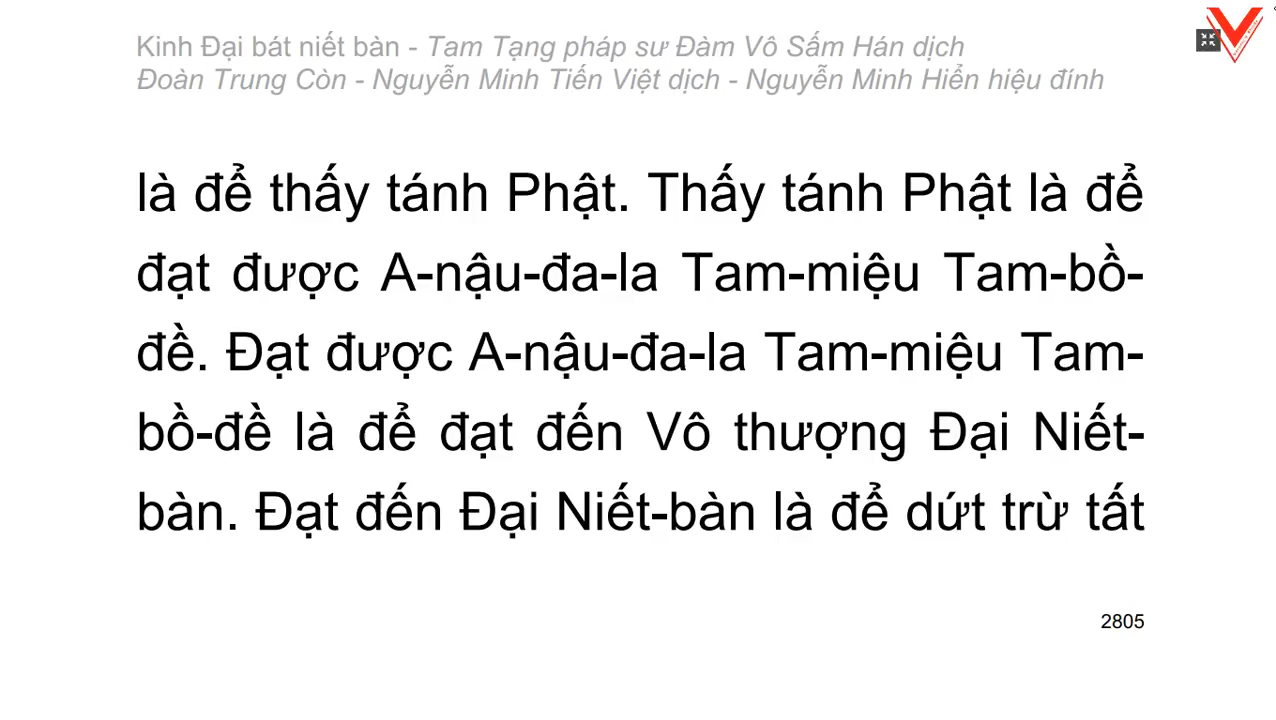 Kinh Đại bát niết bàn - Tam Tạng pháp sư Đàm Vô Sấm Hán dịch
Đoàn Trung Còn - Nguyễn Minh Tiến Việt dịch - Nguyễn Minh Hiển hiệu đính
là để thấy tánh Phật. Thấy tánh Phật là để
đạt được A-nậu-đa-la Tam-miệu Tam-bồ-
đề. Đạt được A-nậu-đa-la Tam-miệu Tam-
bồ-đề là để đạt đến Vô thượng Đại Niết-
bàn. Đạt đến Đại Niết-bàn là để dứt trừ tất
2805